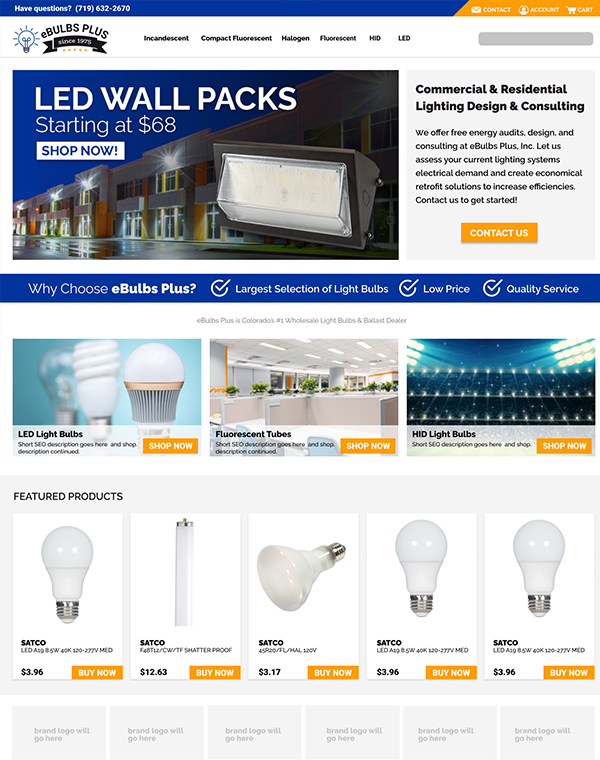 Have questions? (719) 632-2670
CONTACT
ACCOUNT
CART
eBULBS PLUS
since 1975
Incandescent
Compact Fluorescent
Halogen
Fluorescent
HID
LED
LED WALL PACKS
Starting at $68
SHOP NOW!
Commercial & Residential
Lighting Design & Consulting
We offer free energy audits, design, and
consulting at eBulbs Plus, Inc. Let us
assess your current lighting systems
electrical demand and create economical
retrofit solutions to increase efficiencies.
Contact us to get started!
CONTACT US
Why Choose eBulbs Plus?
Largest Selection of Light Bulbs
Low Price
Quality Service
eBulbs Plus is Colorado's #1 Wholesale Light Bulbs & Ballast Dealer
LED Light Bulbs
Short SEO description goes here and shop.
description continued.
SHOP NOW
Fluorescent Tubes
Short SEO description goes here and shop.
description continued.
SHOP NOW
HID Light Bulbs
Short SEO description goes here and shop.
description continued.
SHOP NOW
FEATURED PRODUCTS
SATCO
LED A19 8.5W 40K 120-277V MED
$3.96
BUY NOW
SATCO
F48T12/CW/TF SHATTER PROOF
$12.63
BUY NOW
SATCO
45R20/FL/HAL 120V
$3.17
BUY NOW
SATCO
LED A19 8.5W 40K 120-277V MED
$3.96
BUY NOW
SATCO
LED A19 8.5W 40K 120-277V MED
$3.96
BUY NOW
brand logo will
go here
brand logo will
go here
brand logo will
go here
brand logo will
go here
brand logo will
go here
brand logo will
go here